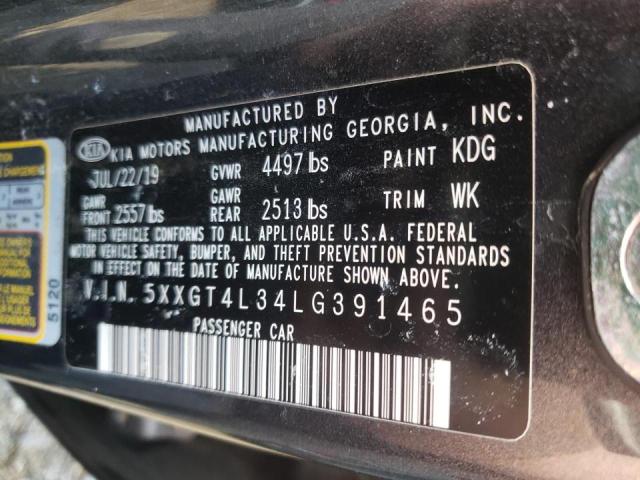 MANUFACTURED BY
KIA KIA MOTORS MANUFACTURING GEORGIA, INC.
JUL/22/19 GVWR 4497 lbs PAINT KDG
GAWR FRONT 2557 lbs GAWR REAR 2513 lbs TRIM WK
THIS VEHICLE CONFORMS TO ALL APPLICABLE U.S.A. FEDERAL
MOTOR VEHICLE SAFETY, BUMPER, AND THEFT PREVENTION STANDARDS
IN EFFECT ON THE DATE OF MANUFACTURE SHOWN ABOVE.
V.I.N. 5XXGT4L34LG391465
PASSENGER CAR
5120